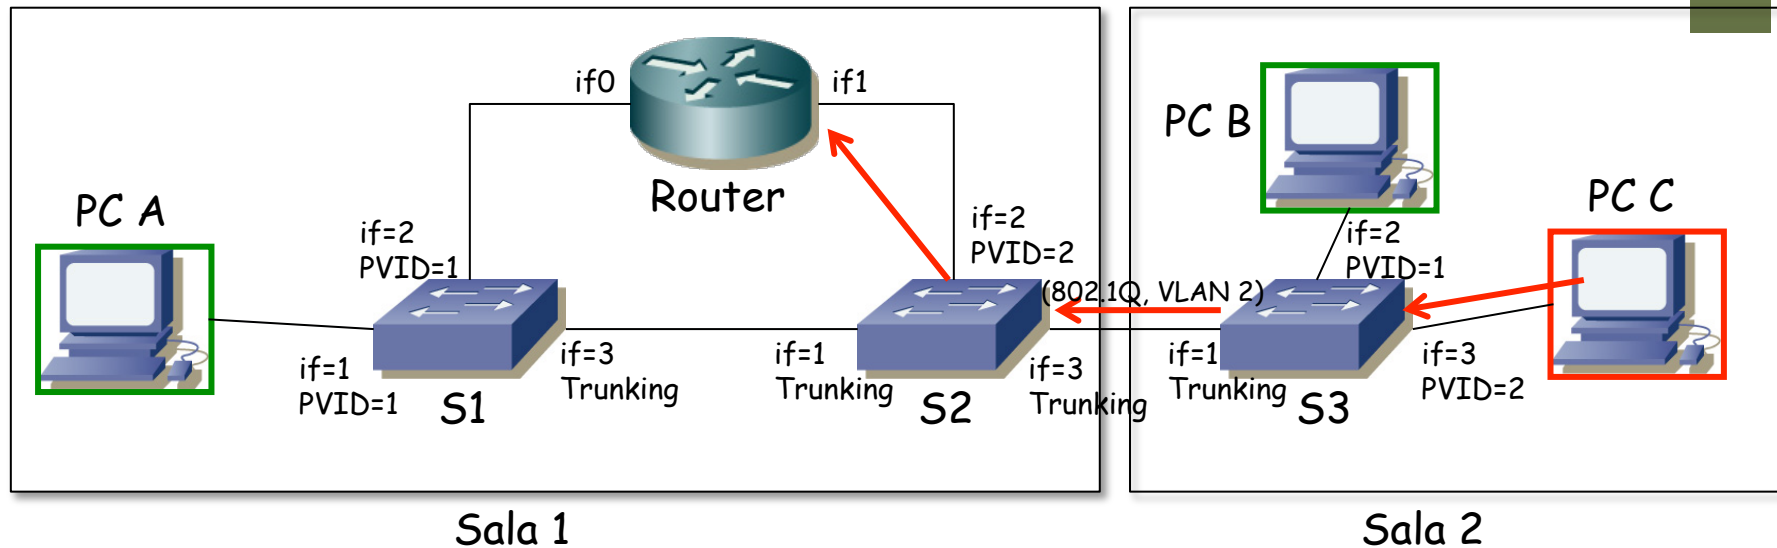 if0
if1
Router
PC A
if=2
PVID=1
if=1
PVID=1
S1
if=3
Trunking
if=1
Trunking
S2
if=2
PVID=2
(802.1Q, VLAN 2)
if=3
Trunking
PC B
PC C
if=2
PVID=1
if=1
Trunking
S3
if=3
PVID=2
Sala 1
Sala 2